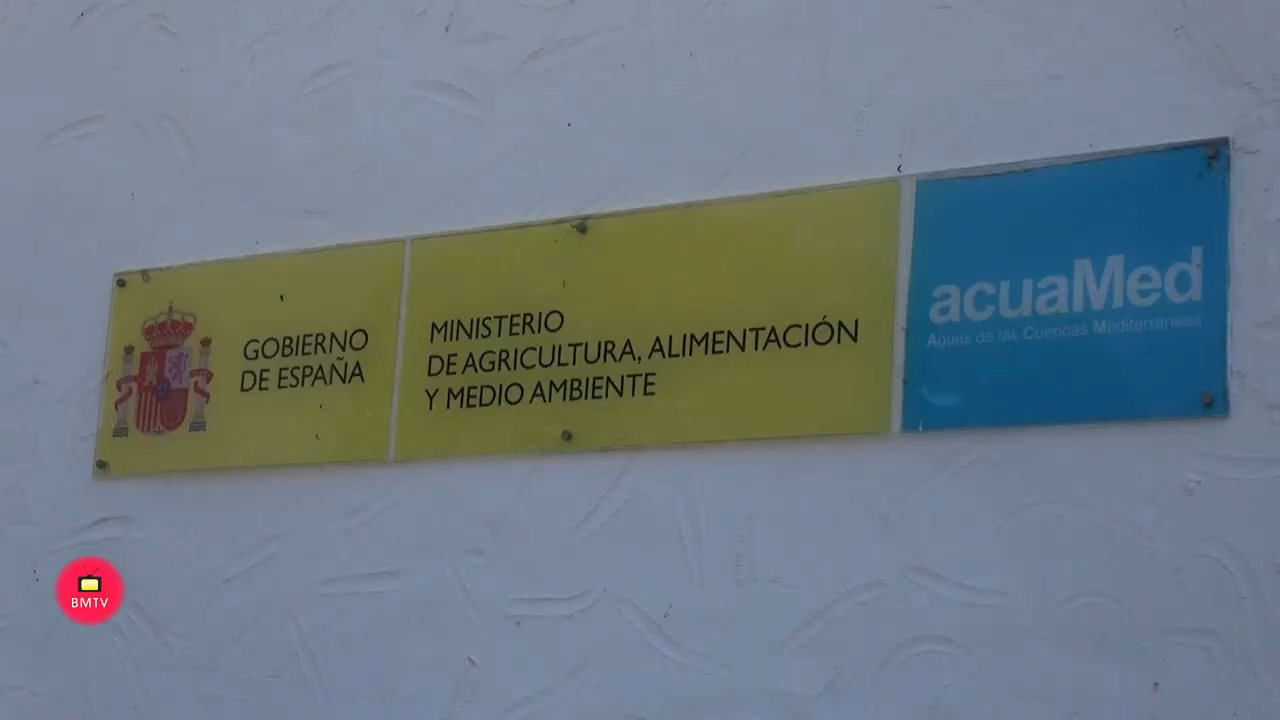 GOBIERNO
DE ESPAÑA
MINISTERIO
DE AGRICULTURA, ALIMENTACIÓN
Y MEDIO AMBIENTE
acuaMed
Aguas de las Cuencas Mediterráneas
BMTV